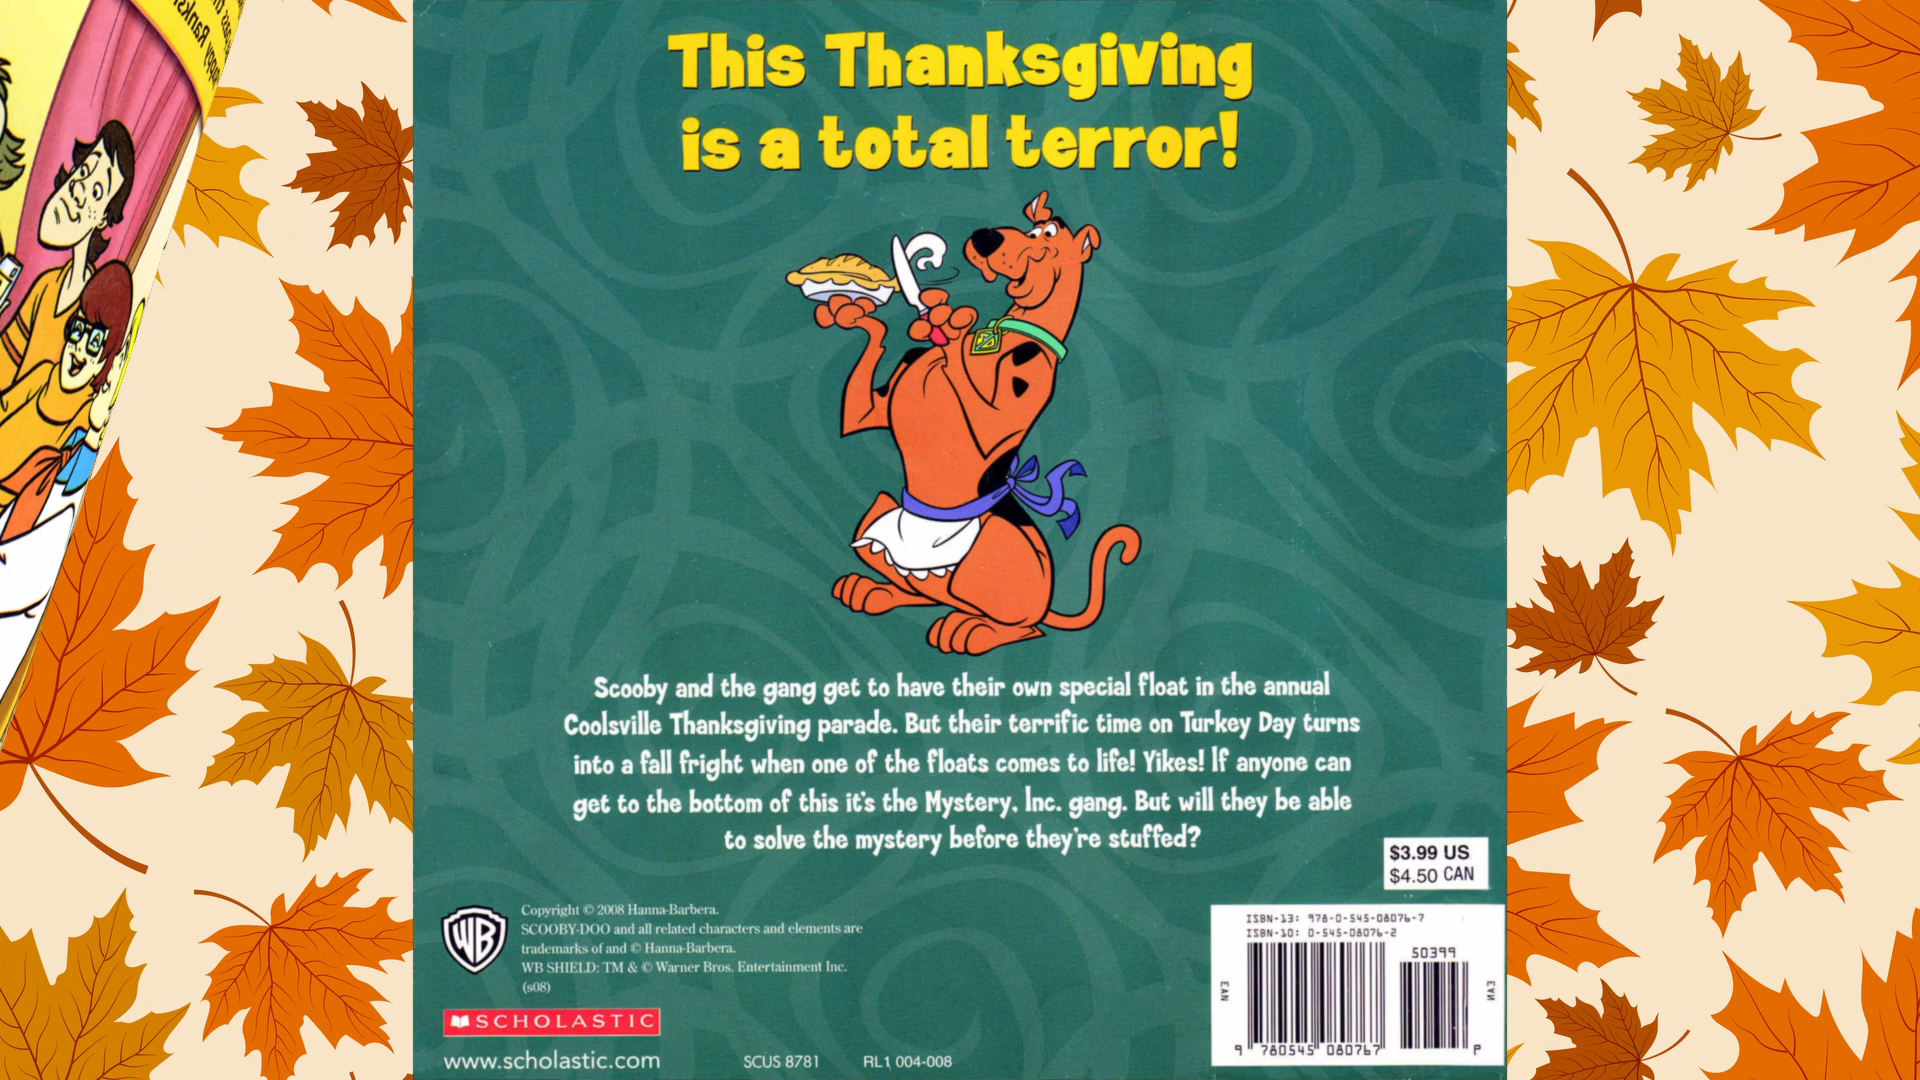 This Thanksgiving
is a total terror!
Scooby and the gang get to have their own special float in the annual
Coolsville Thanksgiving parade. But their terrific time on Turkey Day turns
into a fall fright when one of the floats comes to life! Yikes! If anyone can
get to the bottom of this it's the Mystery, Inc. gang. But will they be able
to solve the mystery before they're stuffed?
$3.99 US
$4.50 CAN
WB
Copyright © 2008 Hanna-Barbera.
SCOOBY-DOO and all related characters and elements are
trademarks of and © Hanna-Barbera.
WB SHIELD: TM & © Warner Bros. Entertainment Inc.
(s08)
SCHOLASTIC
www.scholastic.com
SCUS 8781
RL1 004-008
ISBN-13: 978-0-545-08076-7
ISBN-10: 0-545-08076-2
50399
EAN
EAN
9 780545 080767
P